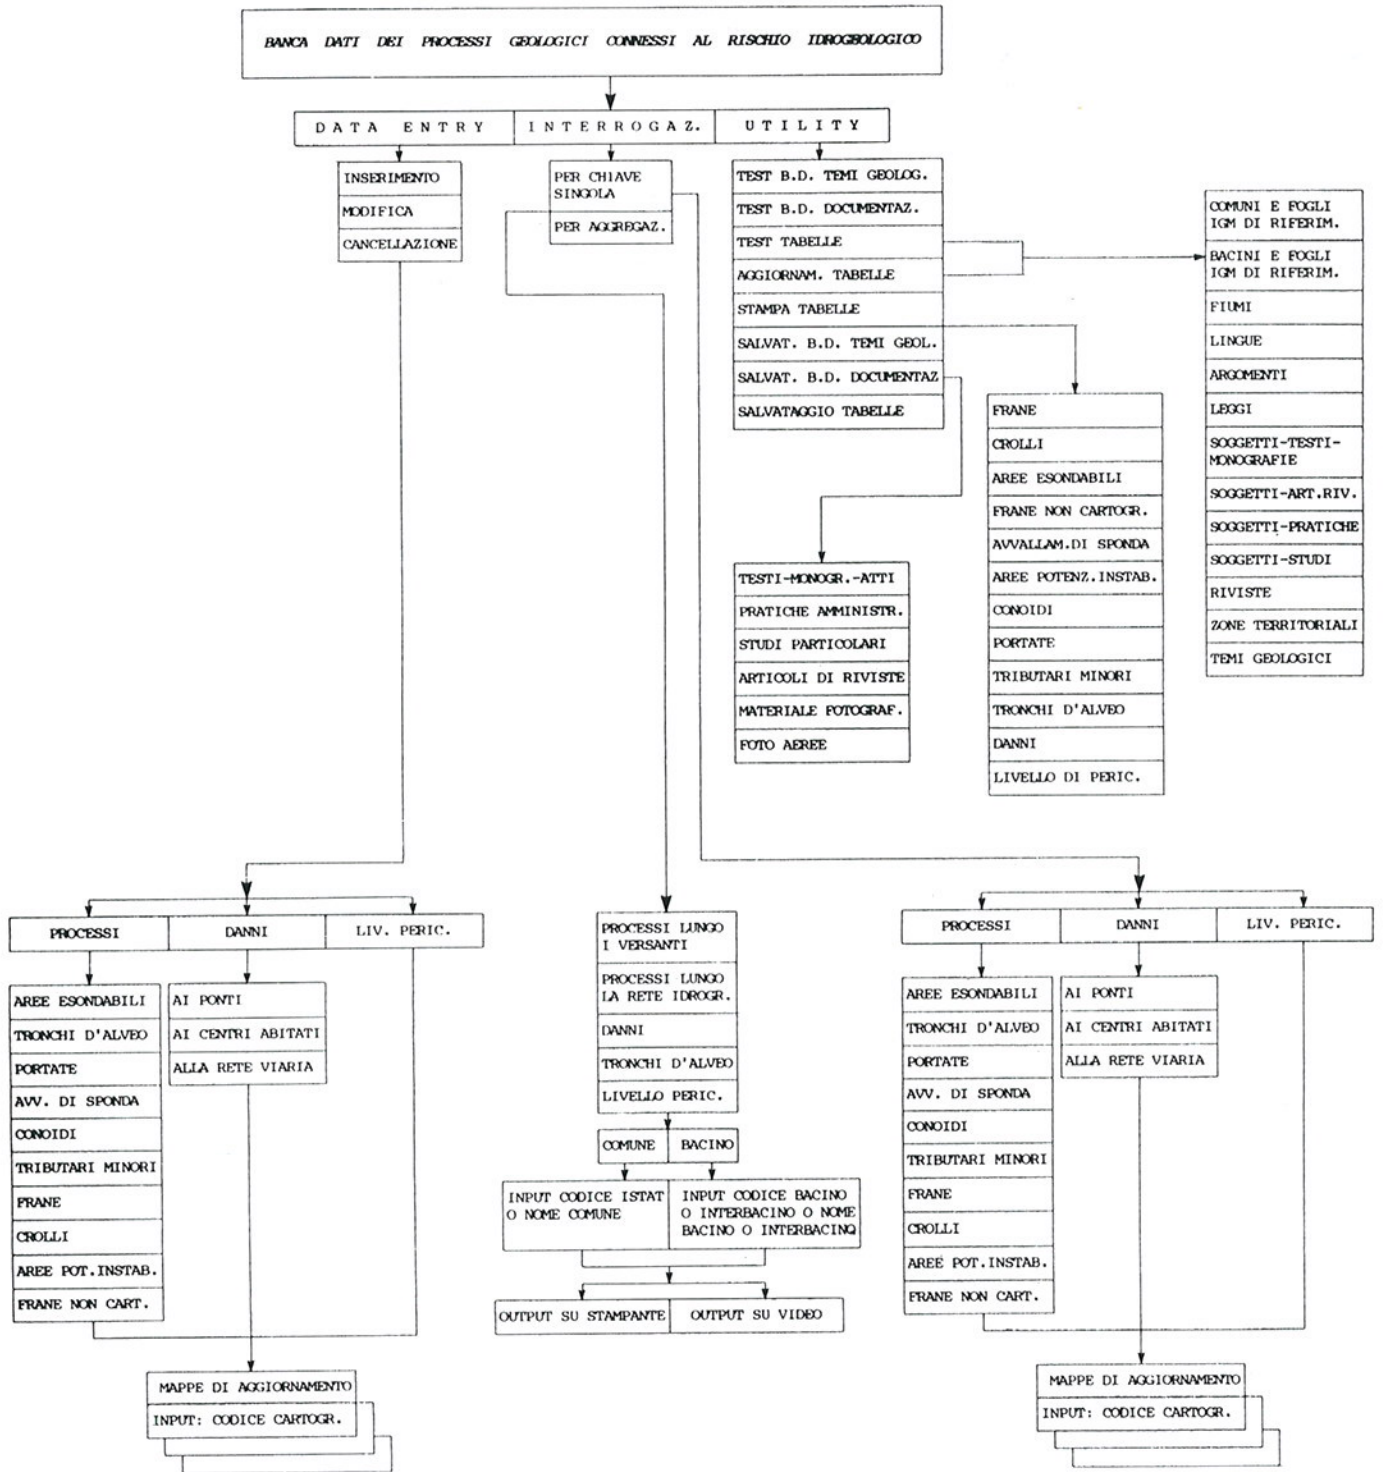 BANCA DATI DEI PROCESSI GEOLOGICI CONNESSI AL RISCHIO IDROGEOLOGICO
DATA ENTRY
INTERROGAZ.
UTILITY
INSERIMENTO
MODIFICA
CANCELLAZIONE
PER CHIAVE
SINGOLA
PER AGGREGAZ.
TEST B.D. TEMI GEOLOG.
TEST B.D. DOCUMENTAZ.
TEST TABELLE
AGGIORNAM. TABELLE
STAMPA TABELLE
SALVAT. B.D. TEMI GEOL.
SALVAT. B.D. DOCUMENTAZ
SALVATAGGIO TABELLE
COMUNI E FOGLI
IGM DI RIFERIM.
BACINI E FOGLI
IGM DI RIFERIM.
FIUMI
LINGUE
ARGOMENTI
LEGGI
SOGGETTI-TESTI-
MONOGRAFIE
SOGGETTI-ART.RIV.
SOGGETTI-PRATICHE
SOGGETTI-STUDI
RIVISTE
ZONE TERRITORIALI
TEMI GEOLOGICI
FRANE
CROLLI
AREE ESONDABILI
FRANE NON CARTOGR.
AVVALLAM.DI SPONDA
AREE POTENZ.INSTAB.
CONOIDI
PORTATE
TRIBUTARI MINORI
TRONCHI D'ALVEO
DANNI
LIVELLO DI PERIC.
TESTI-MONOGR.-ATTI
PRATICHE AMMINISTR.
STUDI PARTICOLARI
ARTICOLI DI RIVISTE
MATERIALE FOTOGRAF.
FOTO AEREE
PROCESSI
DANNI
LIV. PERIC.
AREE ESONDABILI
TRONCHI D'ALVEO
PORTATE
AVV. DI SPONDA
CONOIDI
TRIBUTARI MINORI
FRANE
CROLLI
AREE POT.INSTAB.
FRANE NON CART.
AI PONTI
AI CENTRI ABITATI
ALLA RETE VIARIA
MAPPE DI AGGIORNAMENTO
INPUT: CODICE CARTOGR.
PROCESSI LUNGO
I VERSANTI
PROCESSI LUNGO
LA RETE IDROGR.
DANNI
TRONCHI D'ALVEO
LIVELLO PERIC.
COMUNE
BACINO
INPUT CODICE ISTAT
O NOME COMUNE
INPUT CODICE BACINO
O INTERBACINO O NOME
BACINO O INTERBACINO
OUTPUT SU STAMPANTE
OUTPUT SU VIDEO
PROCESSI
DANNI
LIV. PERIC.
AREE ESONDABILI
TRONCHI D'ALVEO
PORTATE
AVV. DI SPONDA
CONOIDI
TRIBUTARI MINORI
FRANE
CROLLI
AREE POT.INSTAB.
FRANE NON CART.
AI PONTI
AI CENTRI ABITATI
ALLA RETE VIARIA
MAPPE DI AGGIORNAMENTO
INPUT: CODICE CARTOGR.